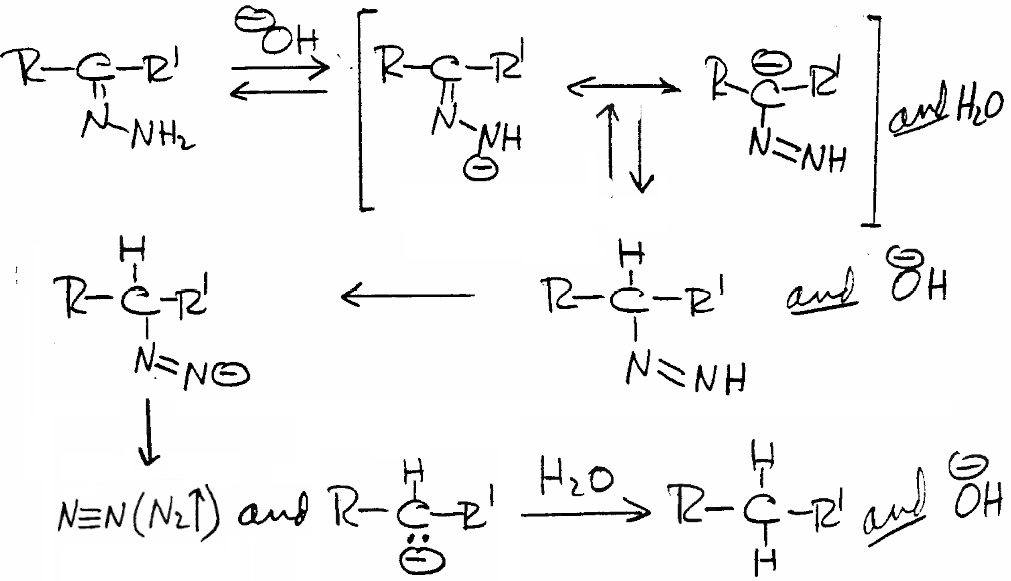 ⊖OH
R–C–R' ⇌ [ R–C–R' ↔ R–C⊖–R' ] and H₂O
N–NH₂ N–NH⊖ N=NH
H H
R–C–R' ← R–C–R' and ⊖OH
N=N⊖ N=NH
H H₂O H
N≡N(N₂↑) and R–C–R' → R–C–R' and ⊖OH
:⊖ H